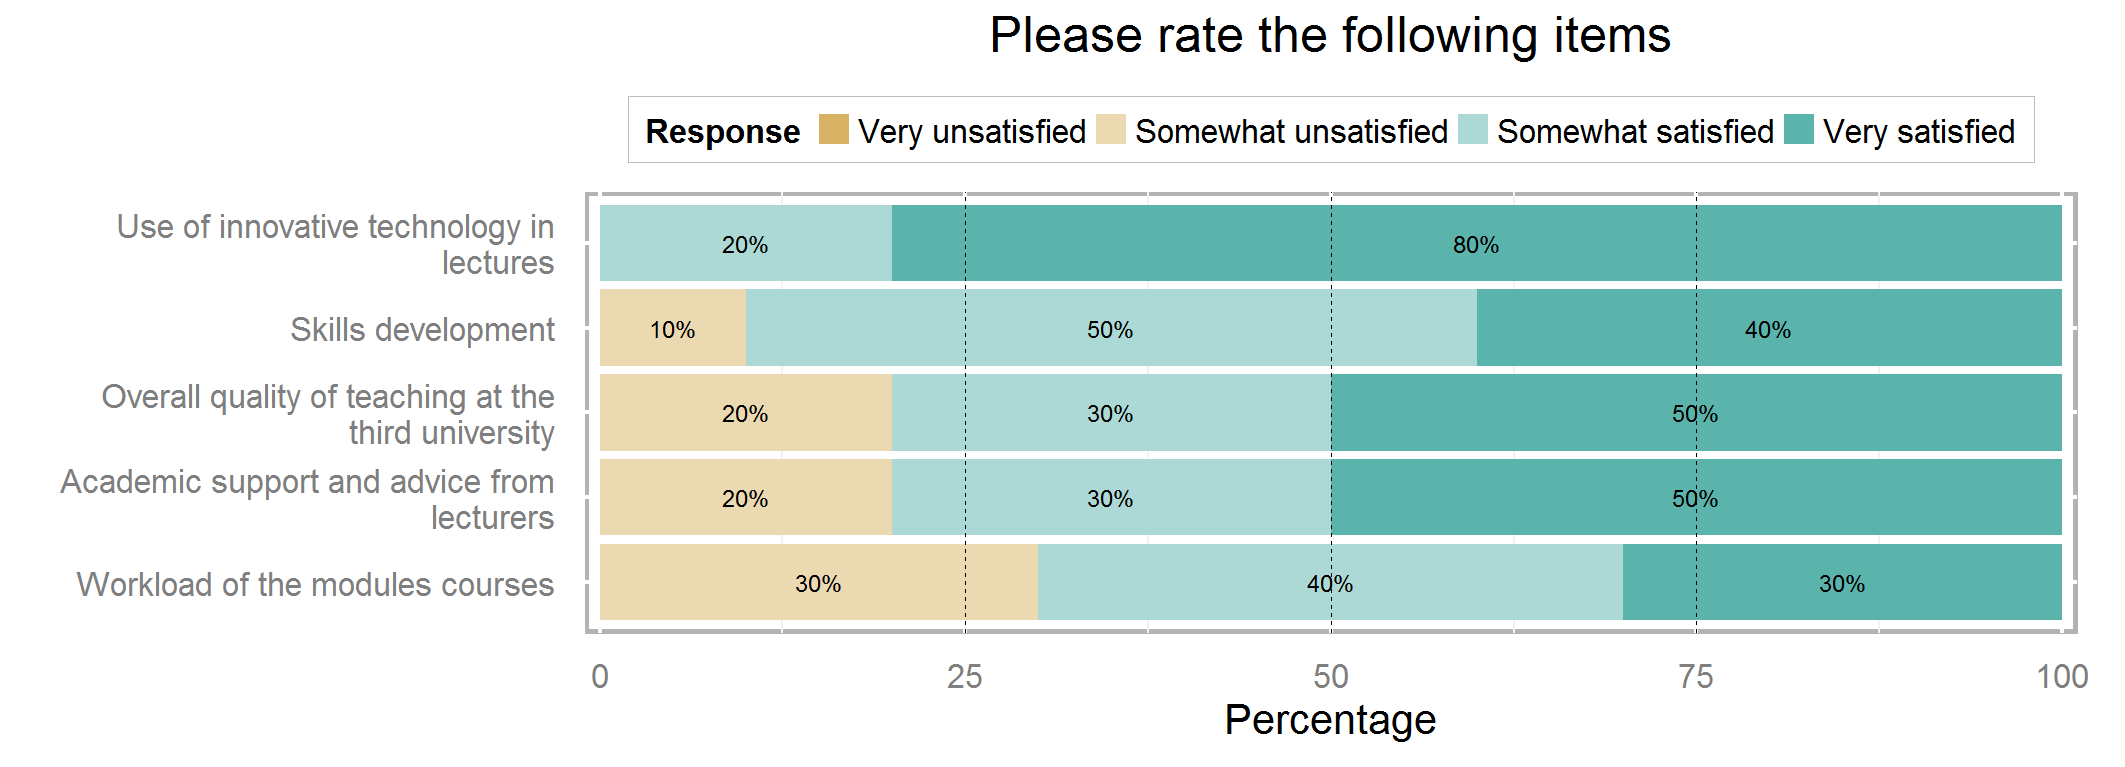 Please rate the following items
Response Very unsatisfied Somewhat unsatisfied Somewhat satisfied Very satisfied
Use of innovative technology in
lectures
20% 80%
Skills development
10% 50% 40%
Overall quality of teaching at the
third university
20% 30% 50%
Academic support and advice from
lecturers
20% 30% 50%
Workload of the modules courses
30% 40% 30%
0 25 50 75 100
Percentage